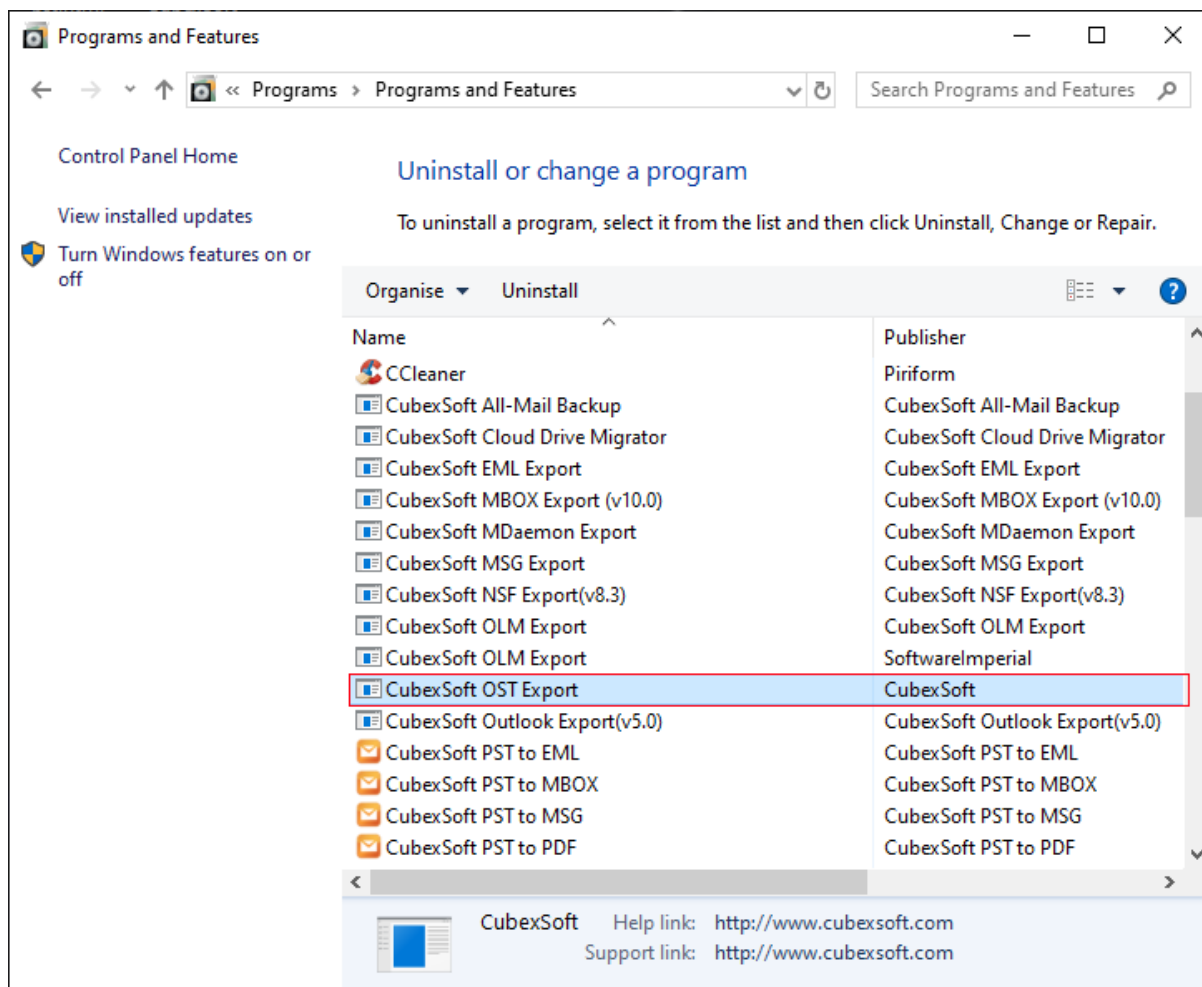 Programs and Features
« Programs > Programs and Features
Search Programs and Features
Control Panel Home
View installed updates
Turn Windows features on or
off
Uninstall or change a program
To uninstall a program, select it from the list and then click Uninstall, Change or Repair.
Organise Uninstall
?
Name Publisher
CCleaner Piriform
CubexSoft All-Mail Backup CubexSoft All-Mail Backup
CubexSoft Cloud Drive Migrator CubexSoft Cloud Drive Migrator
CubexSoft EML Export CubexSoft EML Export
CubexSoft MBOX Export (v10.0) CubexSoft MBOX Export (v10.0)
CubexSoft MDaemon Export CubexSoft MDaemon Export
CubexSoft MSG Export CubexSoft MSG Export
CubexSoft NSF Export(v8.3) CubexSoft NSF Export(v8.3)
CubexSoft OLM Export CubexSoft OLM Export
CubexSoft OLM Export SoftwareImperial
CubexSoft OST Export CubexSoft
CubexSoft Outlook Export(v5.0) CubexSoft Outlook Export(v5.0)
CubexSoft PST to EML CubexSoft PST to EML
CubexSoft PST to MBOX CubexSoft PST to MBOX
CubexSoft PST to MSG CubexSoft PST to MSG
CubexSoft PST to PDF CubexSoft PST to PDF
CubexSoft Help link: http://www.cubexsoft.com
Support link: http://www.cubexsoft.com